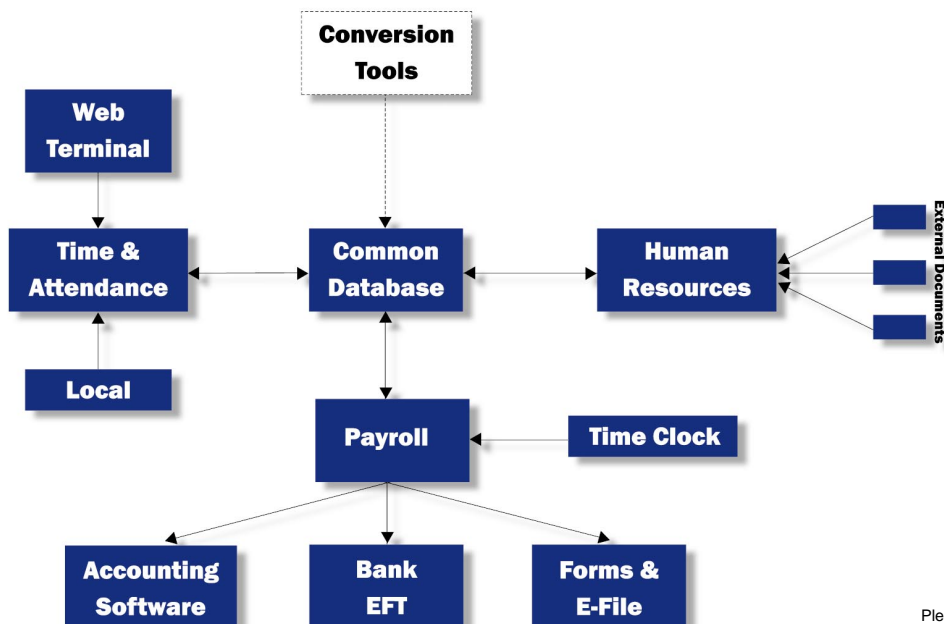 Conversion
Tools
Web
Terminal
Time &
Attendance
Common
Database
Human
Resources
External Documents
Local
Payroll
Time Clock
Accounting
Software
Bank
EFT
Forms &
E-File
Ple